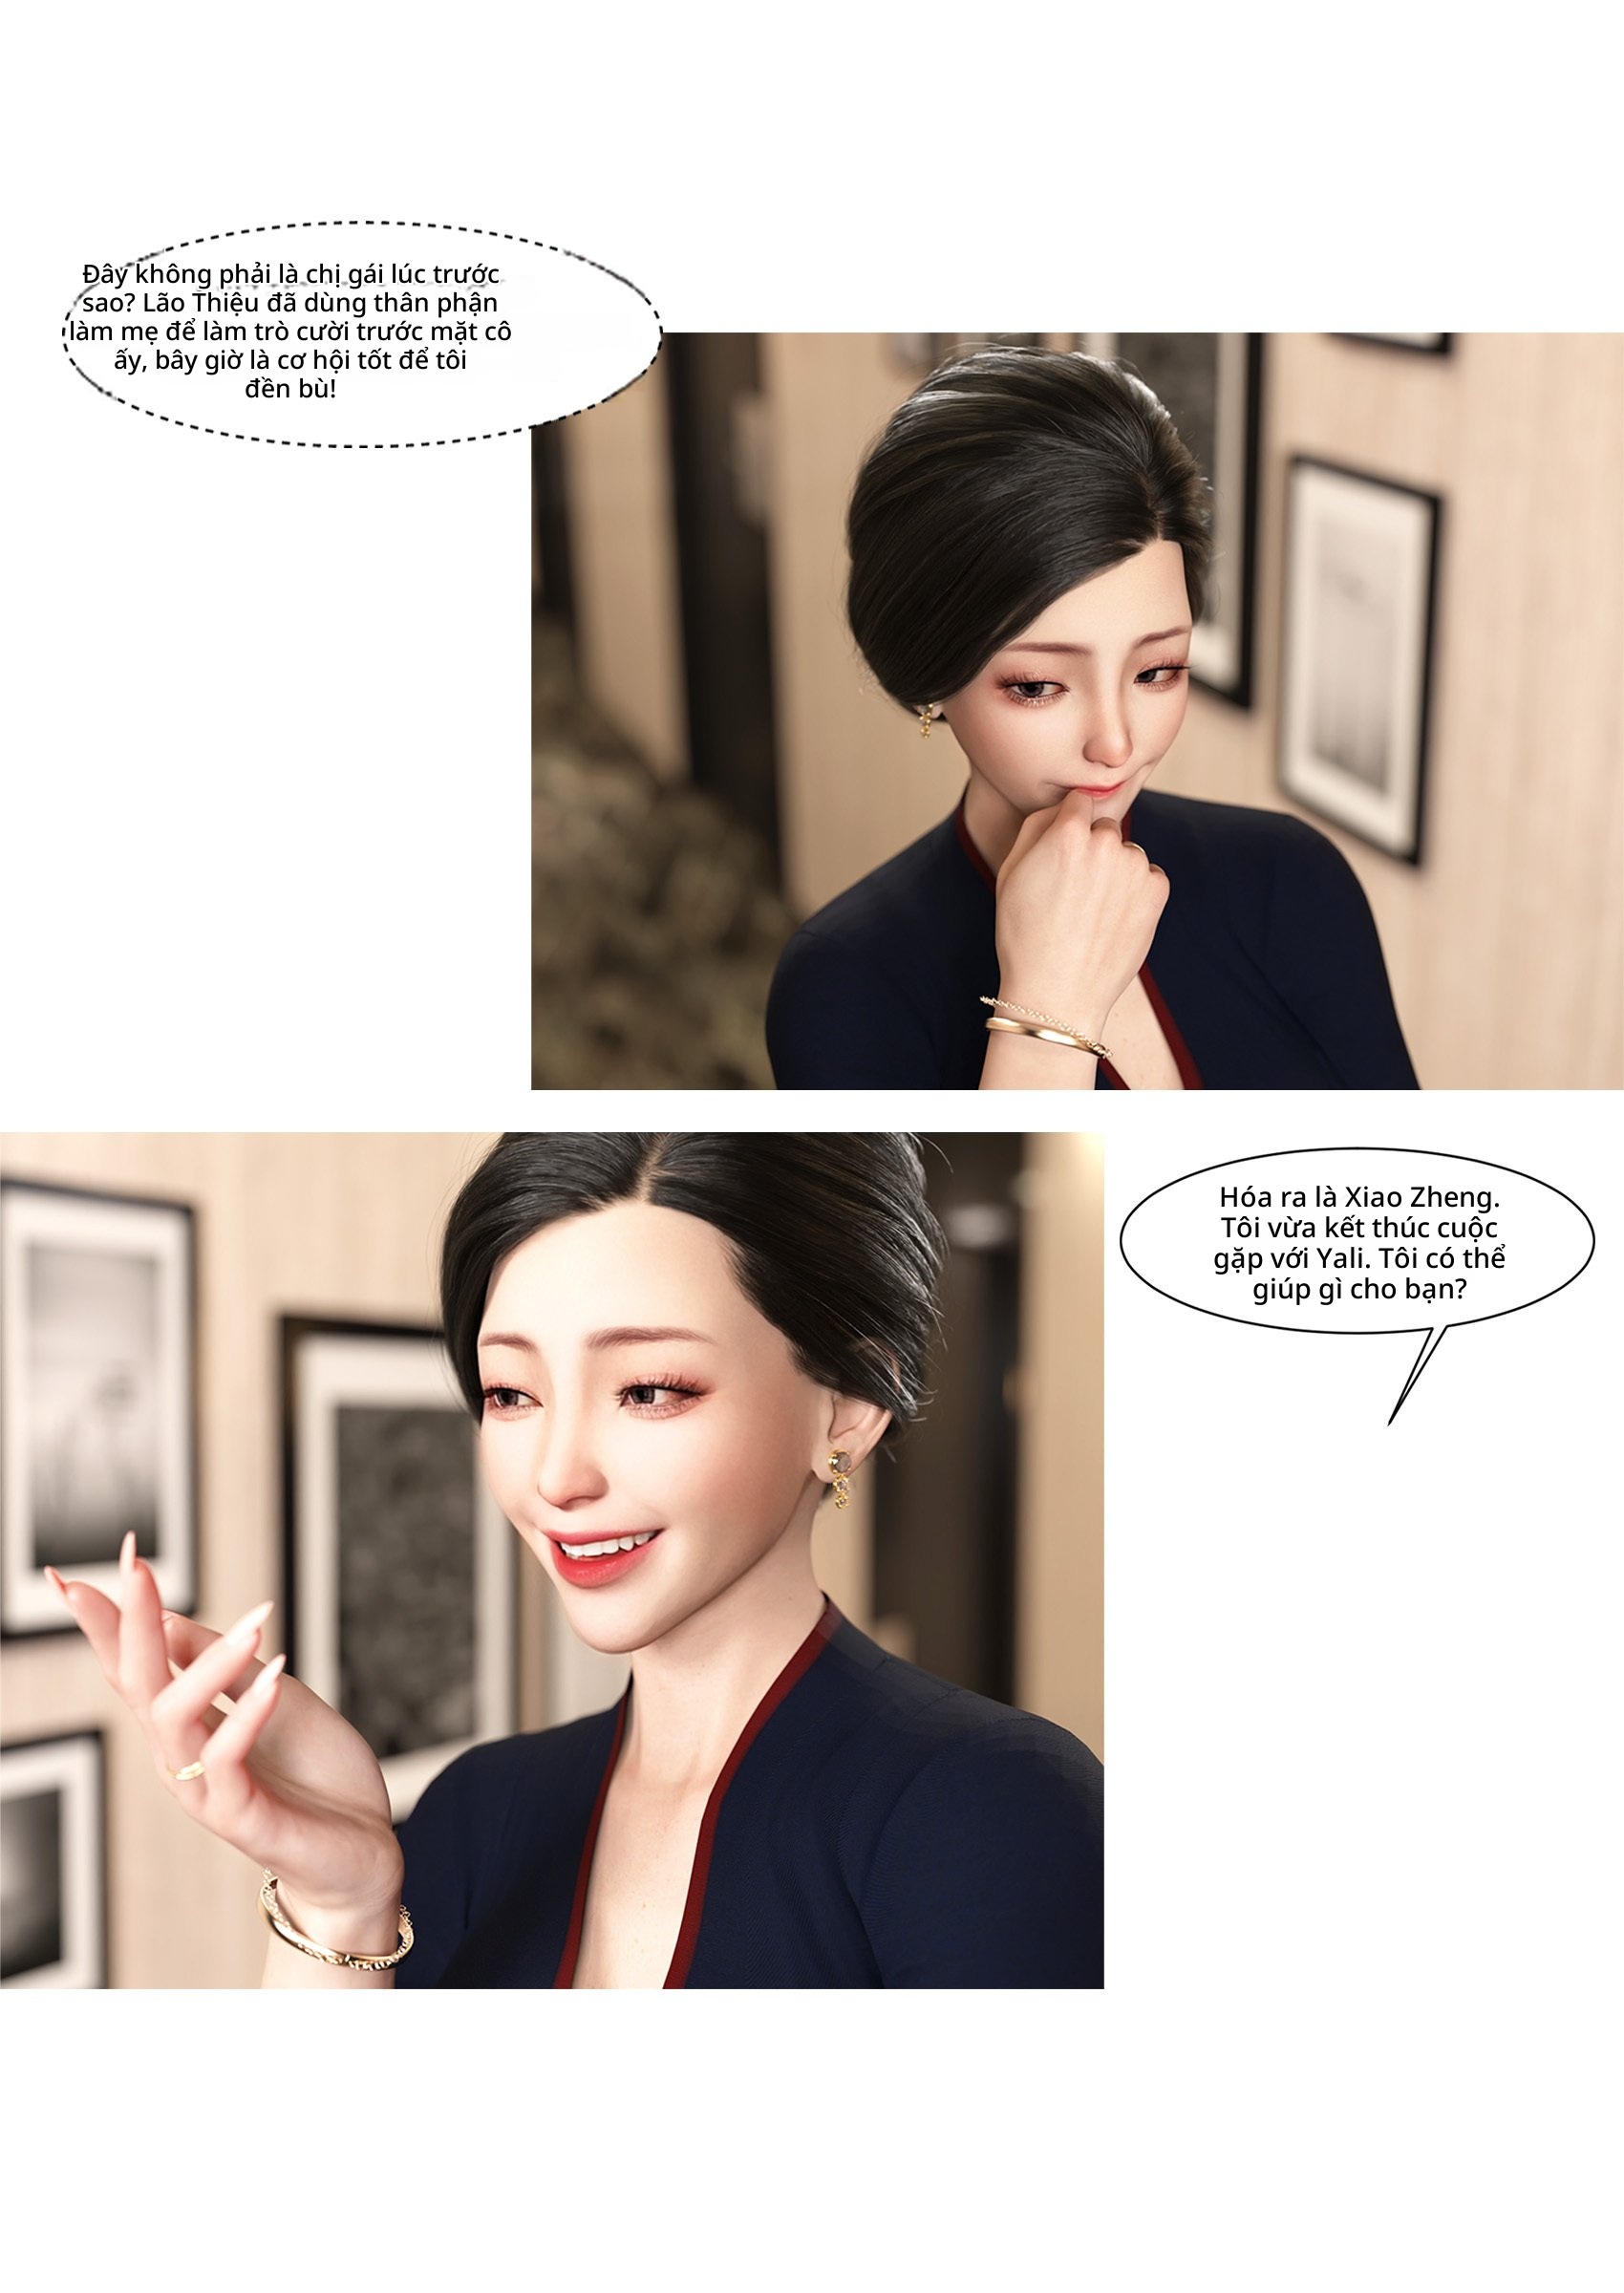 Đây không phải là chị gái lúc trước
sao? Lão Thiệu đã dùng thân phận
làm mẹ để làm trò cười trước mặt cô
ấy, bây giờ là cơ hội tốt để tôi
đền bù!
Hóa ra là Xiao Zheng.
Tôi vừa kết thúc cuộc
gặp với Yali. Tôi có thể
giúp gì cho bạn?